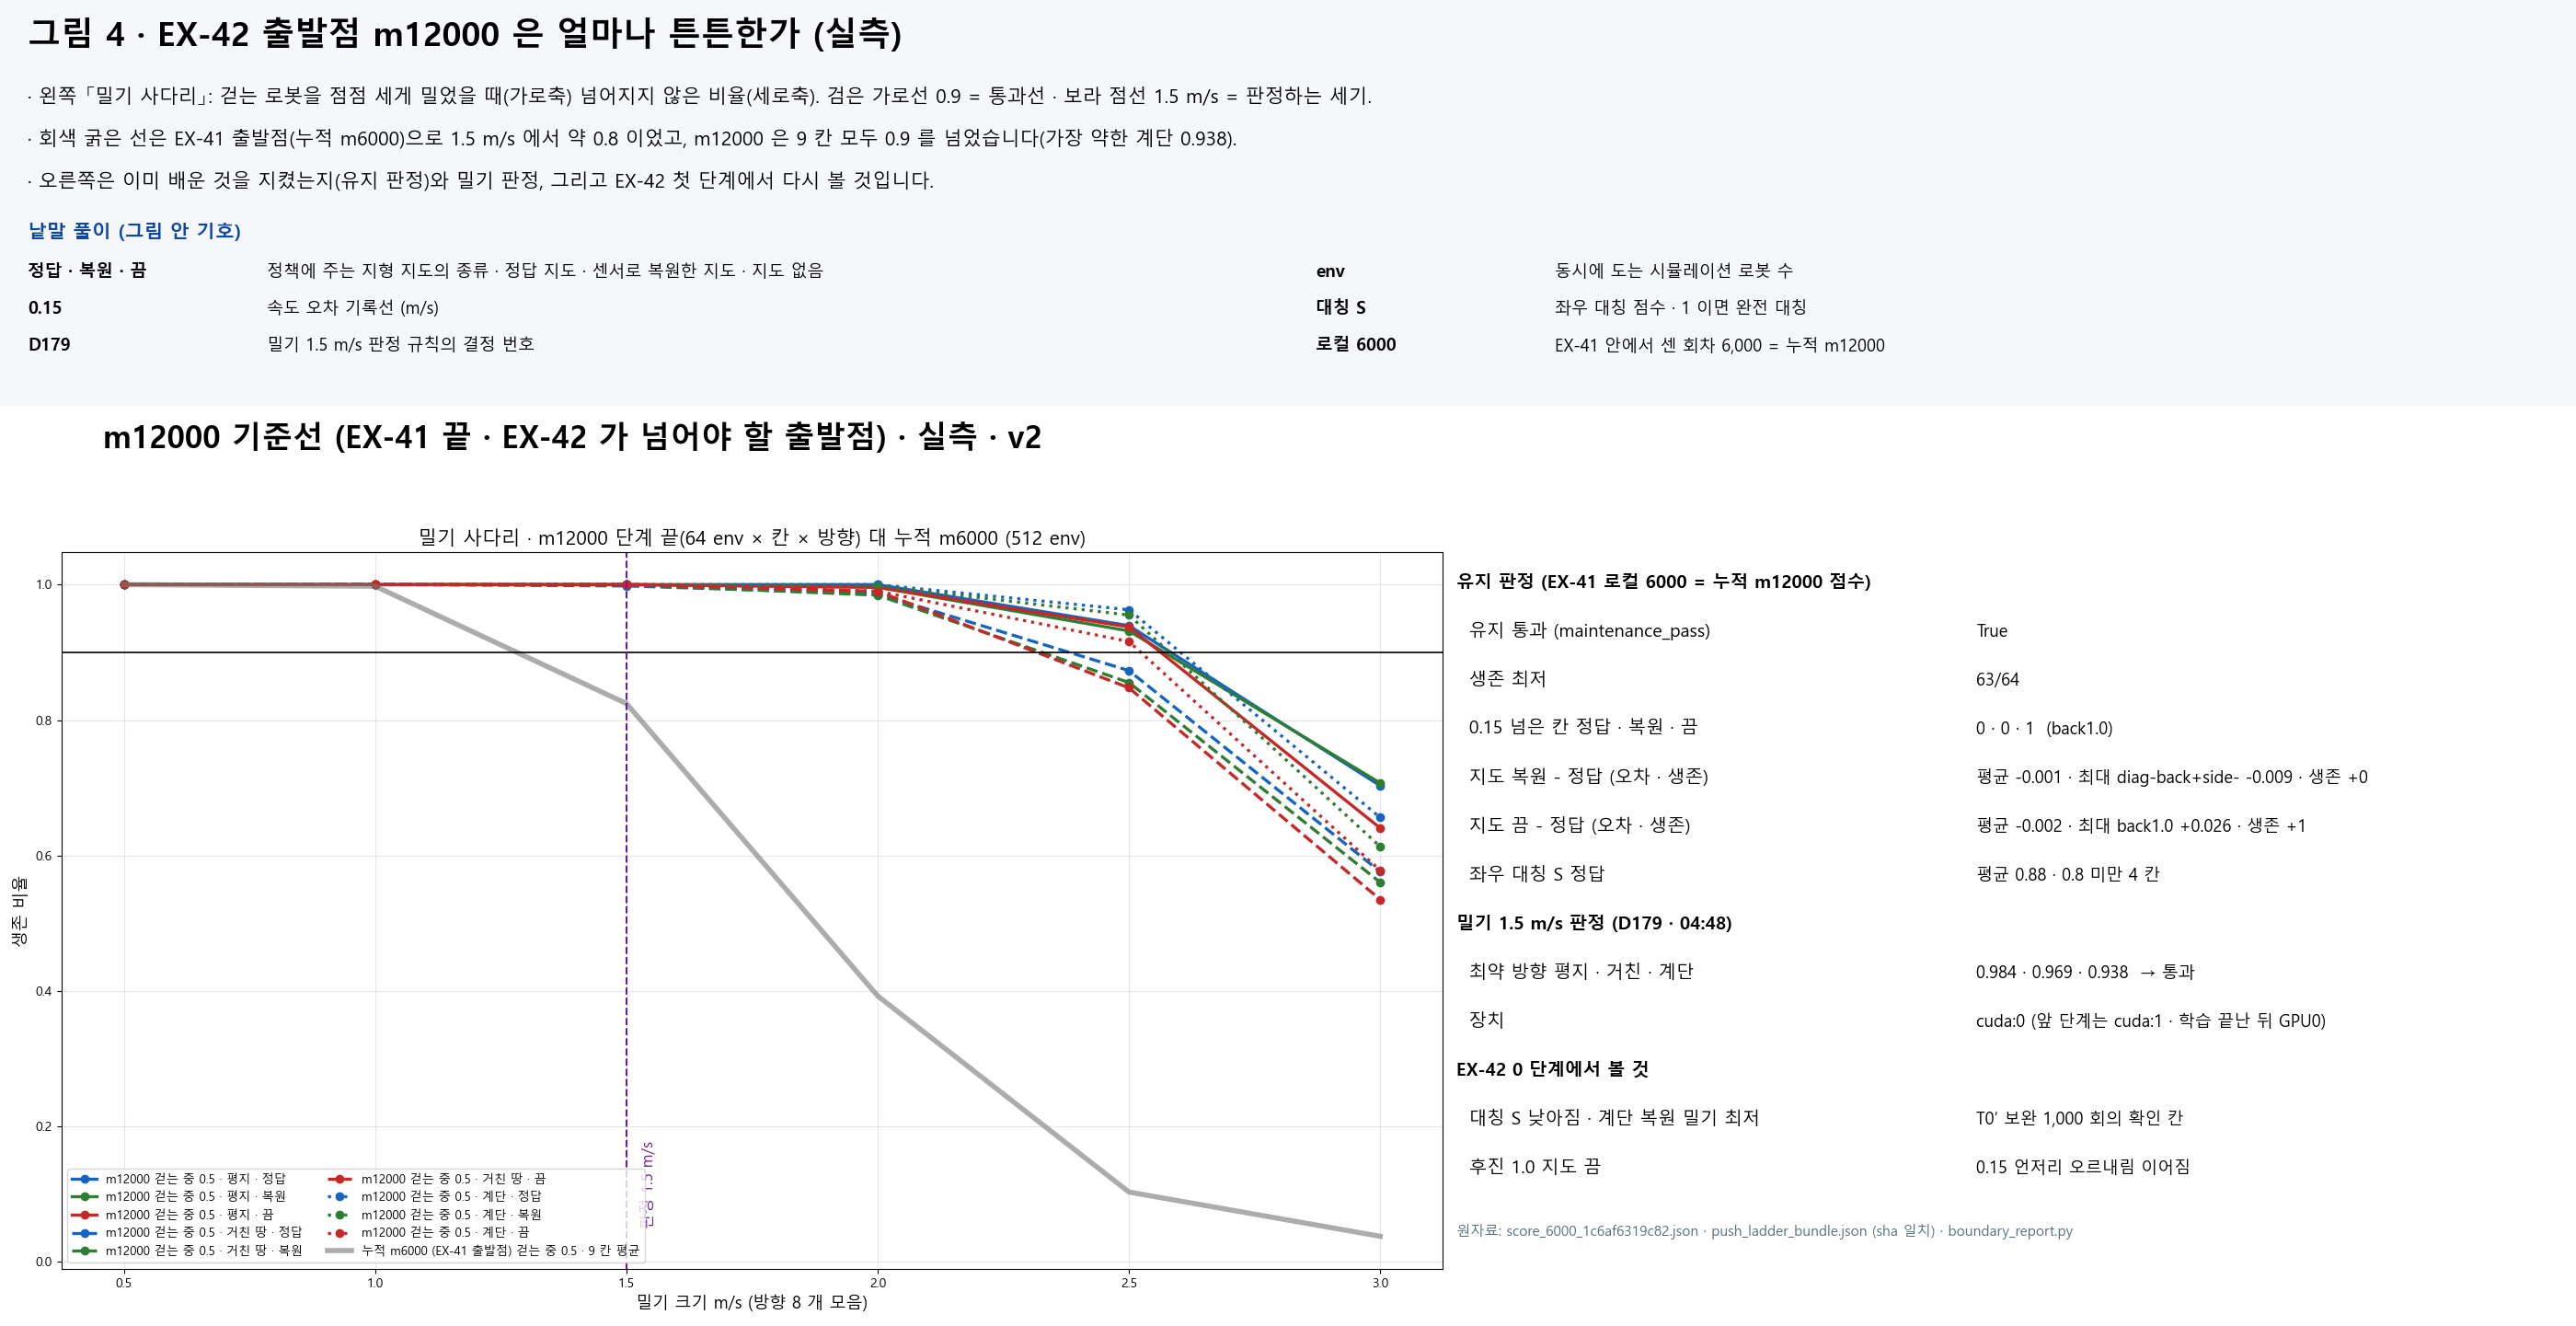 그림 4 · EX-42 출발점 m12000 은 얼마나 튼튼한가 (실측)
· 왼쪽 「밀기 사다리」: 걷는 로봇을 점점 세게 밀었을 때(가로축) 넘어지지 않은 비율(세로축). 검은 가로선 0.9 = 통과선 · 보라 점선 1.5 m/s = 판정하는 세기.
· 회색 굵은 선은 EX-41 출발점(누적 m6000)으로 1.5 m/s 에서 약 0.8 이었고, m12000 은 9 칸 모두 0.9 를 넘었습니다(가장 약한 계단 0.938).
· 오른쪽은 이미 배운 것을 지켰는지(유지 판정)와 밀기 판정, 그리고 EX-42 첫 단계에서 다시 볼 것입니다.
낱말 풀이 (그림 안 기호)
정답 · 복원 · 끔 정책에 주는 지형 지도의 종류 · 정답 지도 · 센서로 복원한 지도 · 지도 없음
env 동시에 도는 시뮬레이션 로봇 수
0.15 속도 오차 기록선 (m/s)
대칭 S 좌우 대칭 점수 · 1 이면 완전 대칭
D179 밀기 1.5 m/s 판정 규칙의 결정 번호
로컬 6000 EX-41 안에서 센 회차 6,000 = 누적 m12000
m12000 기준선 (EX-41 끝 · EX-42 가 넘어야 할 출발점) · 실측 · v2
밀기 사다리 · m12000 단계 끝(64 env × 칸 × 방향) 대 누적 m6000 (512 env)
1.0
0.8
0.6
0.4
0.2
0.0
생존 비율
판정 1.5 m/s
m12000 걷는 중 0.5 · 평지 · 정답
m12000 걷는 중 0.5 · 평지 · 복원
m12000 걷는 중 0.5 · 평지 · 끔
m12000 걷는 중 0.5 · 거친 땅 · 정답
m12000 걷는 중 0.5 · 거친 땅 · 복원
m12000 걷는 중 0.5 · 거친 땅 · 끔
m12000 걷는 중 0.5 · 계단 · 정답
m12000 걷는 중 0.5 · 계단 · 복원
m12000 걷는 중 0.5 · 계단 · 끔
누적 m6000 (EX-41 출발점) 걷는 중 0.5 · 9 칸 평균
0.5 1.0 1.5 2.0 2.5 3.0
밀기 크기 m/s (방향 8 개 모음)
유지 판정 (EX-41 로컬 6000 = 누적 m12000 점수)
유지 통과 (maintenance_pass) True
생존 최저 63/64
0.15 넘은 칸 정답 · 복원 · 끔 0 · 0 · 1 (back1.0)
지도 복원 - 정답 (오차 · 생존) 평균 -0.001 · 최대 diag-back+side- -0.009 · 생존 +0
지도 끔 - 정답 (오차 · 생존) 평균 -0.002 · 최대 back1.0 +0.026 · 생존 +1
좌우 대칭 S 정답 평균 0.88 · 0.8 미만 4 칸
밀기 1.5 m/s 판정 (D179 · 04:48)
최약 방향 평지 · 거친 · 계단 0.984 · 0.969 · 0.938 → 통과
장치 cuda:0 (앞 단계는 cuda:1 · 학습 끝난 뒤 GPU0)
EX-42 0 단계에서 볼 것
대칭 S 낮아짐 · 계단 복원 밀기 최저 T0′ 보완 1,000 회의 확인 칸
후진 1.0 지도 끔 0.15 언저리 오르내림 이어짐
원자료: score_6000_1c6af6319c82.json · push_ladder_bundle.json (sha 일치) · boundary_report.py